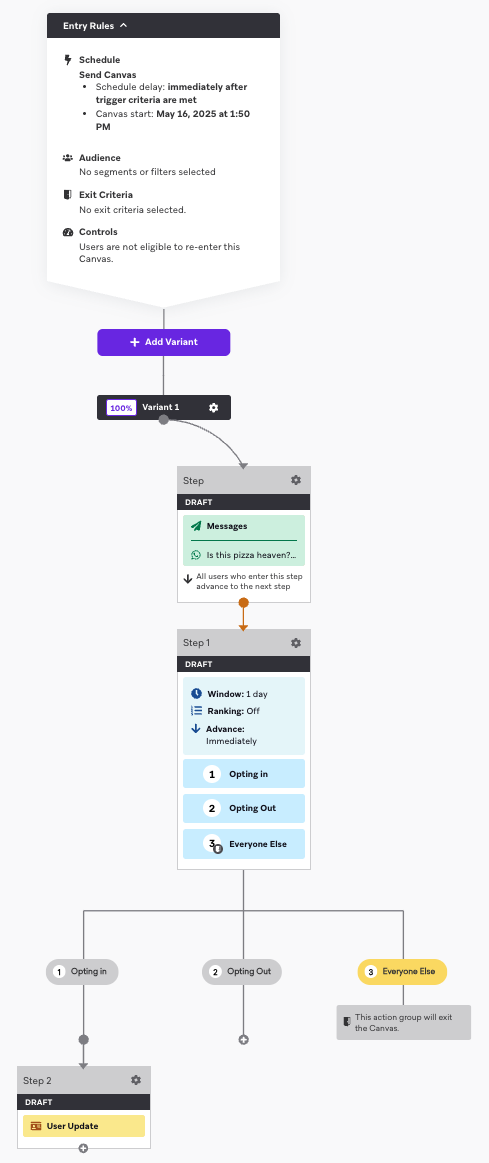 Entry Rules
Schedule
Send Canvas
• Schedule delay: immediately after
trigger criteria are met
• Canvas start: May 16, 2025 at 1:50
PM
Audience
No segments or filters selected
Exit Criteria
No exit criteria selected.
Controls
Users are not eligible to re-enter this
Canvas.
+ Add Variant
100% Variant 1
Step
DRAFT
Messages
Is this pizza heaven?...
All users who enter this step
advance to the next step
Step 1
DRAFT
Window: 1 day
Ranking: Off
Advance:
Immediately
1 Opting in
2 Opting Out
3 Everyone Else
1 Opting in
2 Opting Out
3 Everyone Else
This action group will exit
the Canvas.
Step 2
DRAFT
User Update